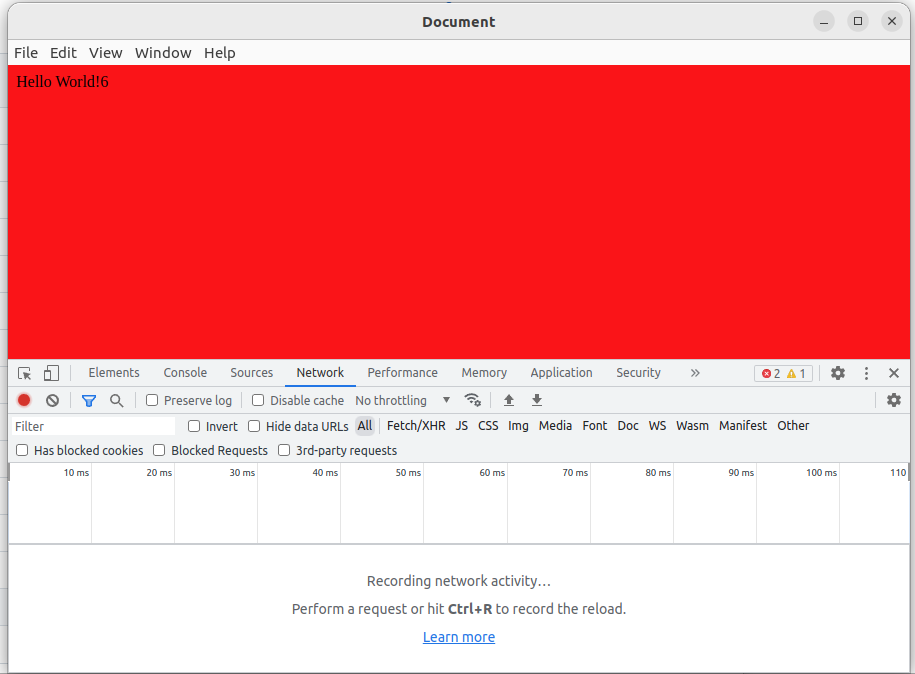 Document
File Edit View Window Help
Hello World!6
Elements Console Sources Network Performance Memory Application Security » 2 1
Preserve log Disable cache No throttling
Filter Invert Hide data URLs All Fetch/XHR JS CSS Img Media Font Doc WS Wasm Manifest Other
Has blocked cookies Blocked Requests 3rd-party requests
10 ms 20 ms 30 ms 40 ms 50 ms 60 ms 70 ms 80 ms 90 ms 100 ms 110
Recording network activity…
Perform a request or hit Ctrl+R to record the reload.
Learn more